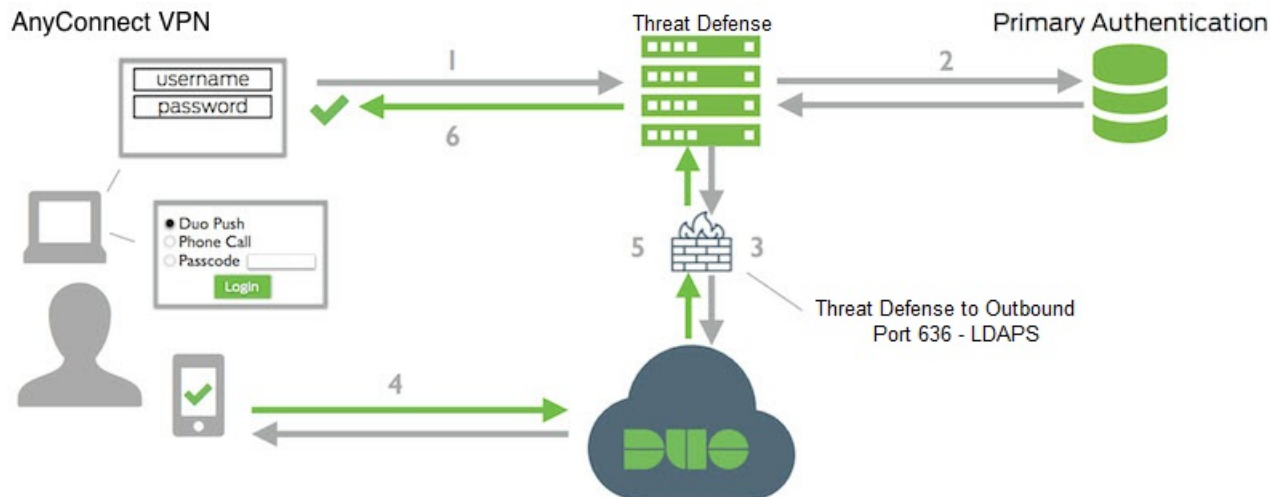 AnyConnect VPN
Threat Defense
Primary Authentication
username
password
1
2
6
Duo Push
Phone Call
Passcode
Login
5
3
Threat Defense to Outbound
Port 636 - LDAPS
4
DUO